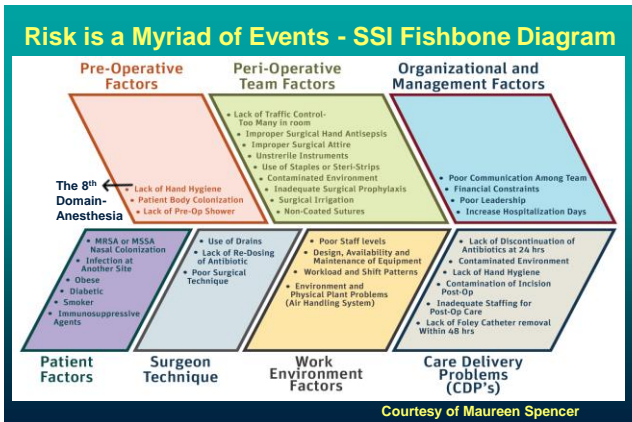 Risk is a Myriad of Events - SSI Fishbone Diagram
Pre-Operative
Factors
The 8th
Domain-
Anesthesia
• Lack of Hand Hygiene
• Patient Body Colonization
• Lack of Pre-Op Shower
Peri-Operative
Team Factors
• Lack of Traffic Control-
Too Many in room
• Improper Surgical Hand Antisepsis
• Improper Surgical Attire
• Unstrerile Instruments
• Use of Staples or Steri-Strips
• Contaminated Environment
• Inadequate Surgical Prophylaxis
• Surgical Irrigation
• Non-Coated Sutures
Organizational and
Management Factors
• Poor Communication Among Team
• Financial Constraints
• Poor Leadership
• Increase Hospitalization Days
• MRSA or MSSA
Nasal Colonization
• Infection at
Another Site
• Obese
• Diabetic
• Smoker
• Immunosuppressive
Agents
Patient
Factors
• Use of Drains
• Lack of Re-Dosing
of Antibiotic
• Poor Surgical
Technique
Surgeon
Technique
• Poor Staff levels
• Design, Availability and
Maintenance of Equipment
• Workload and Shift Patterns
• Environment and
Physical Plant Problems
(Air Handling System)
Work
Environment
Factors
• Lack of Discontinuation of
Antibiotics at 24 hrs
• Contaminated Environment
• Lack of Hand Hygiene
• Contamination of Incision
Post-Op
• Inadequate Staffing for
Post-Op Care
• Lack of Foley Catheter removal
Within 48 hrs
Care Delivery
Problems
(CDP's)
Courtesy of Maureen Spencer